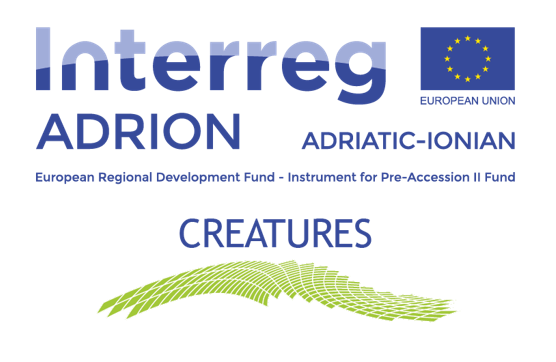 Interreg
EUROPEAN UNION
ADRION ADRIATIC-IONIAN
European Regional Development Fund - Instrument for Pre-Accession II Fund
CREATURES